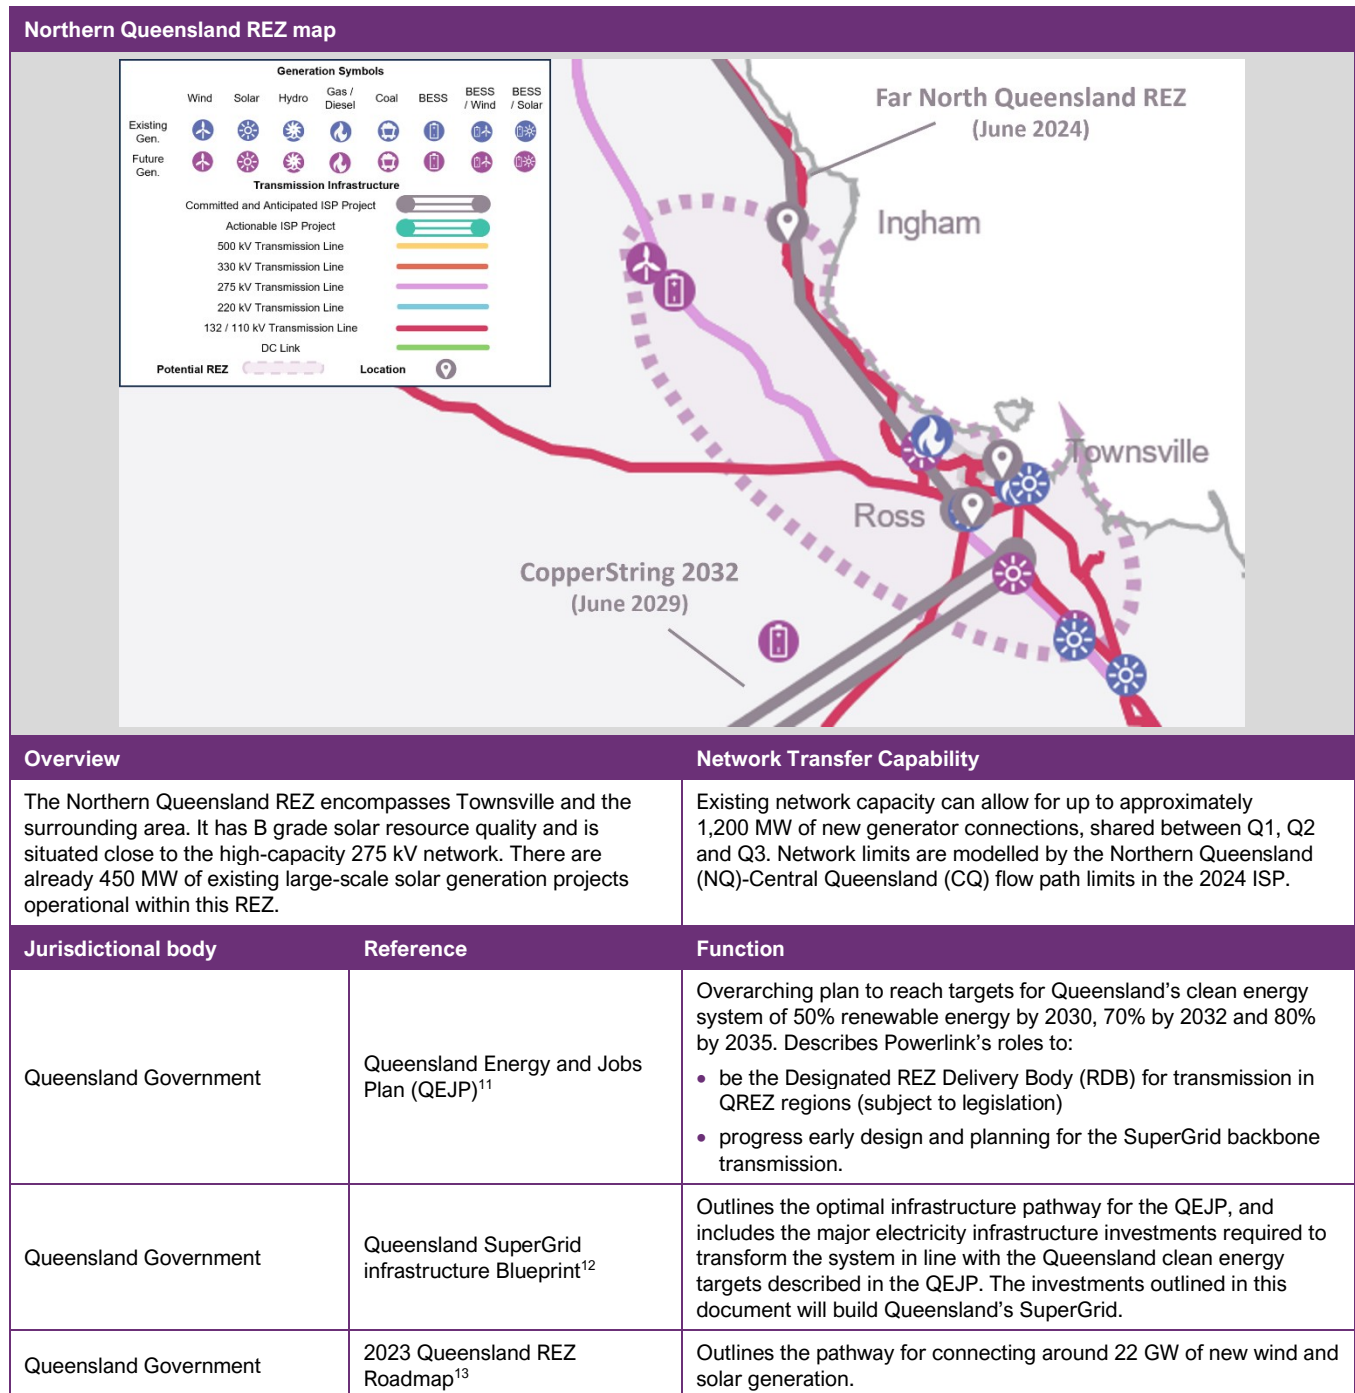 Northern Queensland REZ map
Generation Symbols
Wind Solar Hydro Gas / Diesel Coal BESS BESS / Wind BESS / Solar
Existing Gen.
Future Gen.
Transmission Infrastructure
Committed and Anticipated ISP Project
Actionable ISP Project
500 kV Transmission Line
330 kV Transmission Line
275 kV Transmission Line
220 kV Transmission Line
132 / 110 kV Transmission Line
DC Link
Potential REZ Location
Far North Queensland REZ
(June 2024)
Ingham
Townsville
Ross
CopperString 2032
(June 2029)
Overview
The Northern Queensland REZ encompasses Townsville and the
surrounding area. It has B grade solar resource quality and is
situated close to the high-capacity 275 kV network. There are
already 450 MW of existing large-scale solar generation projects
operational within this REZ.
Network Transfer Capability
Existing network capacity can allow for up to approximately
1,200 MW of new generator connections, shared between Q1, Q2
and Q3. Network limits are modelled by the Northern Queensland
(NQ)-Central Queensland (CQ) flow path limits in the 2024 ISP.
Jurisdictional body Reference Function
Queensland Government
Queensland Energy and Jobs
Plan (QEJP)11
Overarching plan to reach targets for Queensland's clean energy
system of 50% renewable energy by 2030, 70% by 2032 and 80%
by 2035. Describes Powerlink's roles to:
• be the Designated REZ Delivery Body (RDB) for transmission in
QREZ regions (subject to legislation)
• progress early design and planning for the SuperGrid backbone
transmission.
Queensland Government
Queensland SuperGrid
infrastructure Blueprint12
Outlines the optimal infrastructure pathway for the QEJP, and
includes the major electricity infrastructure investments required to
transform the system in line with the Queensland clean energy
targets described in the QEJP. The investments outlined in this
document will build Queensland's SuperGrid.
Queensland Government
2023 Queensland REZ
Roadmap13
Outlines the pathway for connecting around 22 GW of new wind and
solar generation.